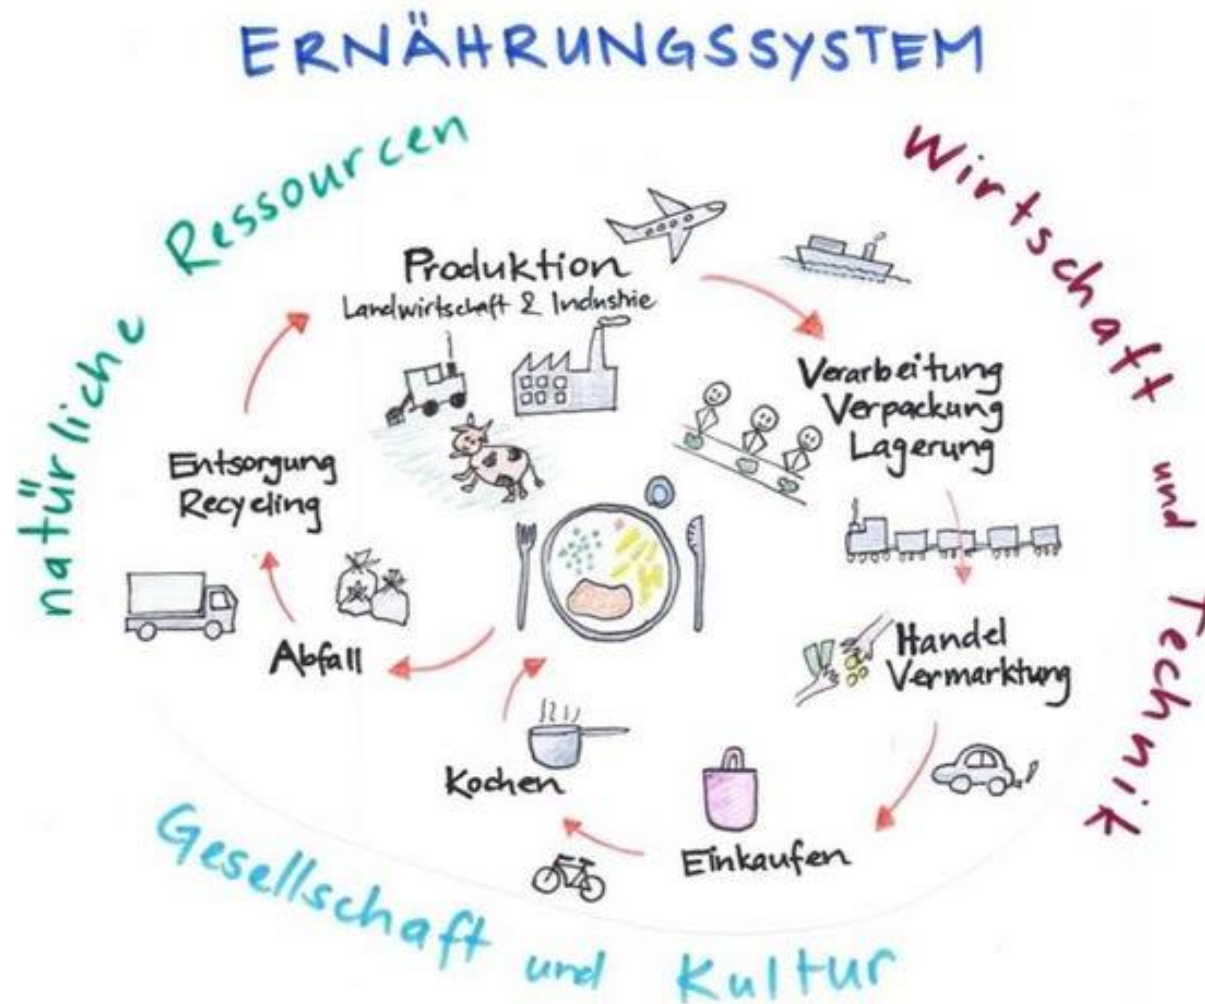 ERNÄHRUNGSSYSTEM
natürliche Ressourcen
Wirtschaft und Technik
Produktion
Landwirtschaft & Industrie
Verarbeitung
Verpackung
Lagerung
Handel
Vermarktung
Einkaufen
Kochen
Abfall
Entsorgung
Recycling
Gesellschaft und Kultur